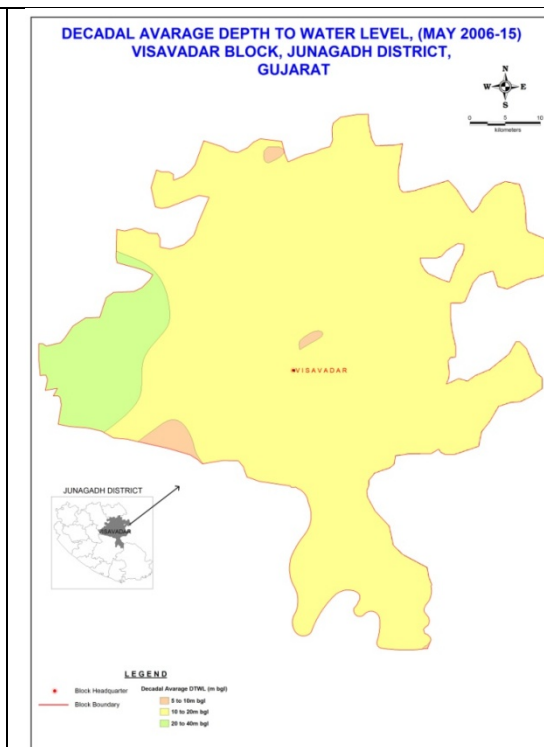 DECADAL AVARAGE DEPTH TO WATER LEVEL, (MAY 2006-15)
VISAVADAR BLOCK, JUNAGADH DISTRICT,
GUJARAT
N
W E
S
0 5 10
kilometers
VISAVADAR
JUNAGADH DISTRICT
VISAVADAR
LEGEND
Block Headquarter
Block Boundary
Decadal Avarage DTWL (m bgl)
5 to 10m bgl
10 to 20m bgl
20 to 40m bgl